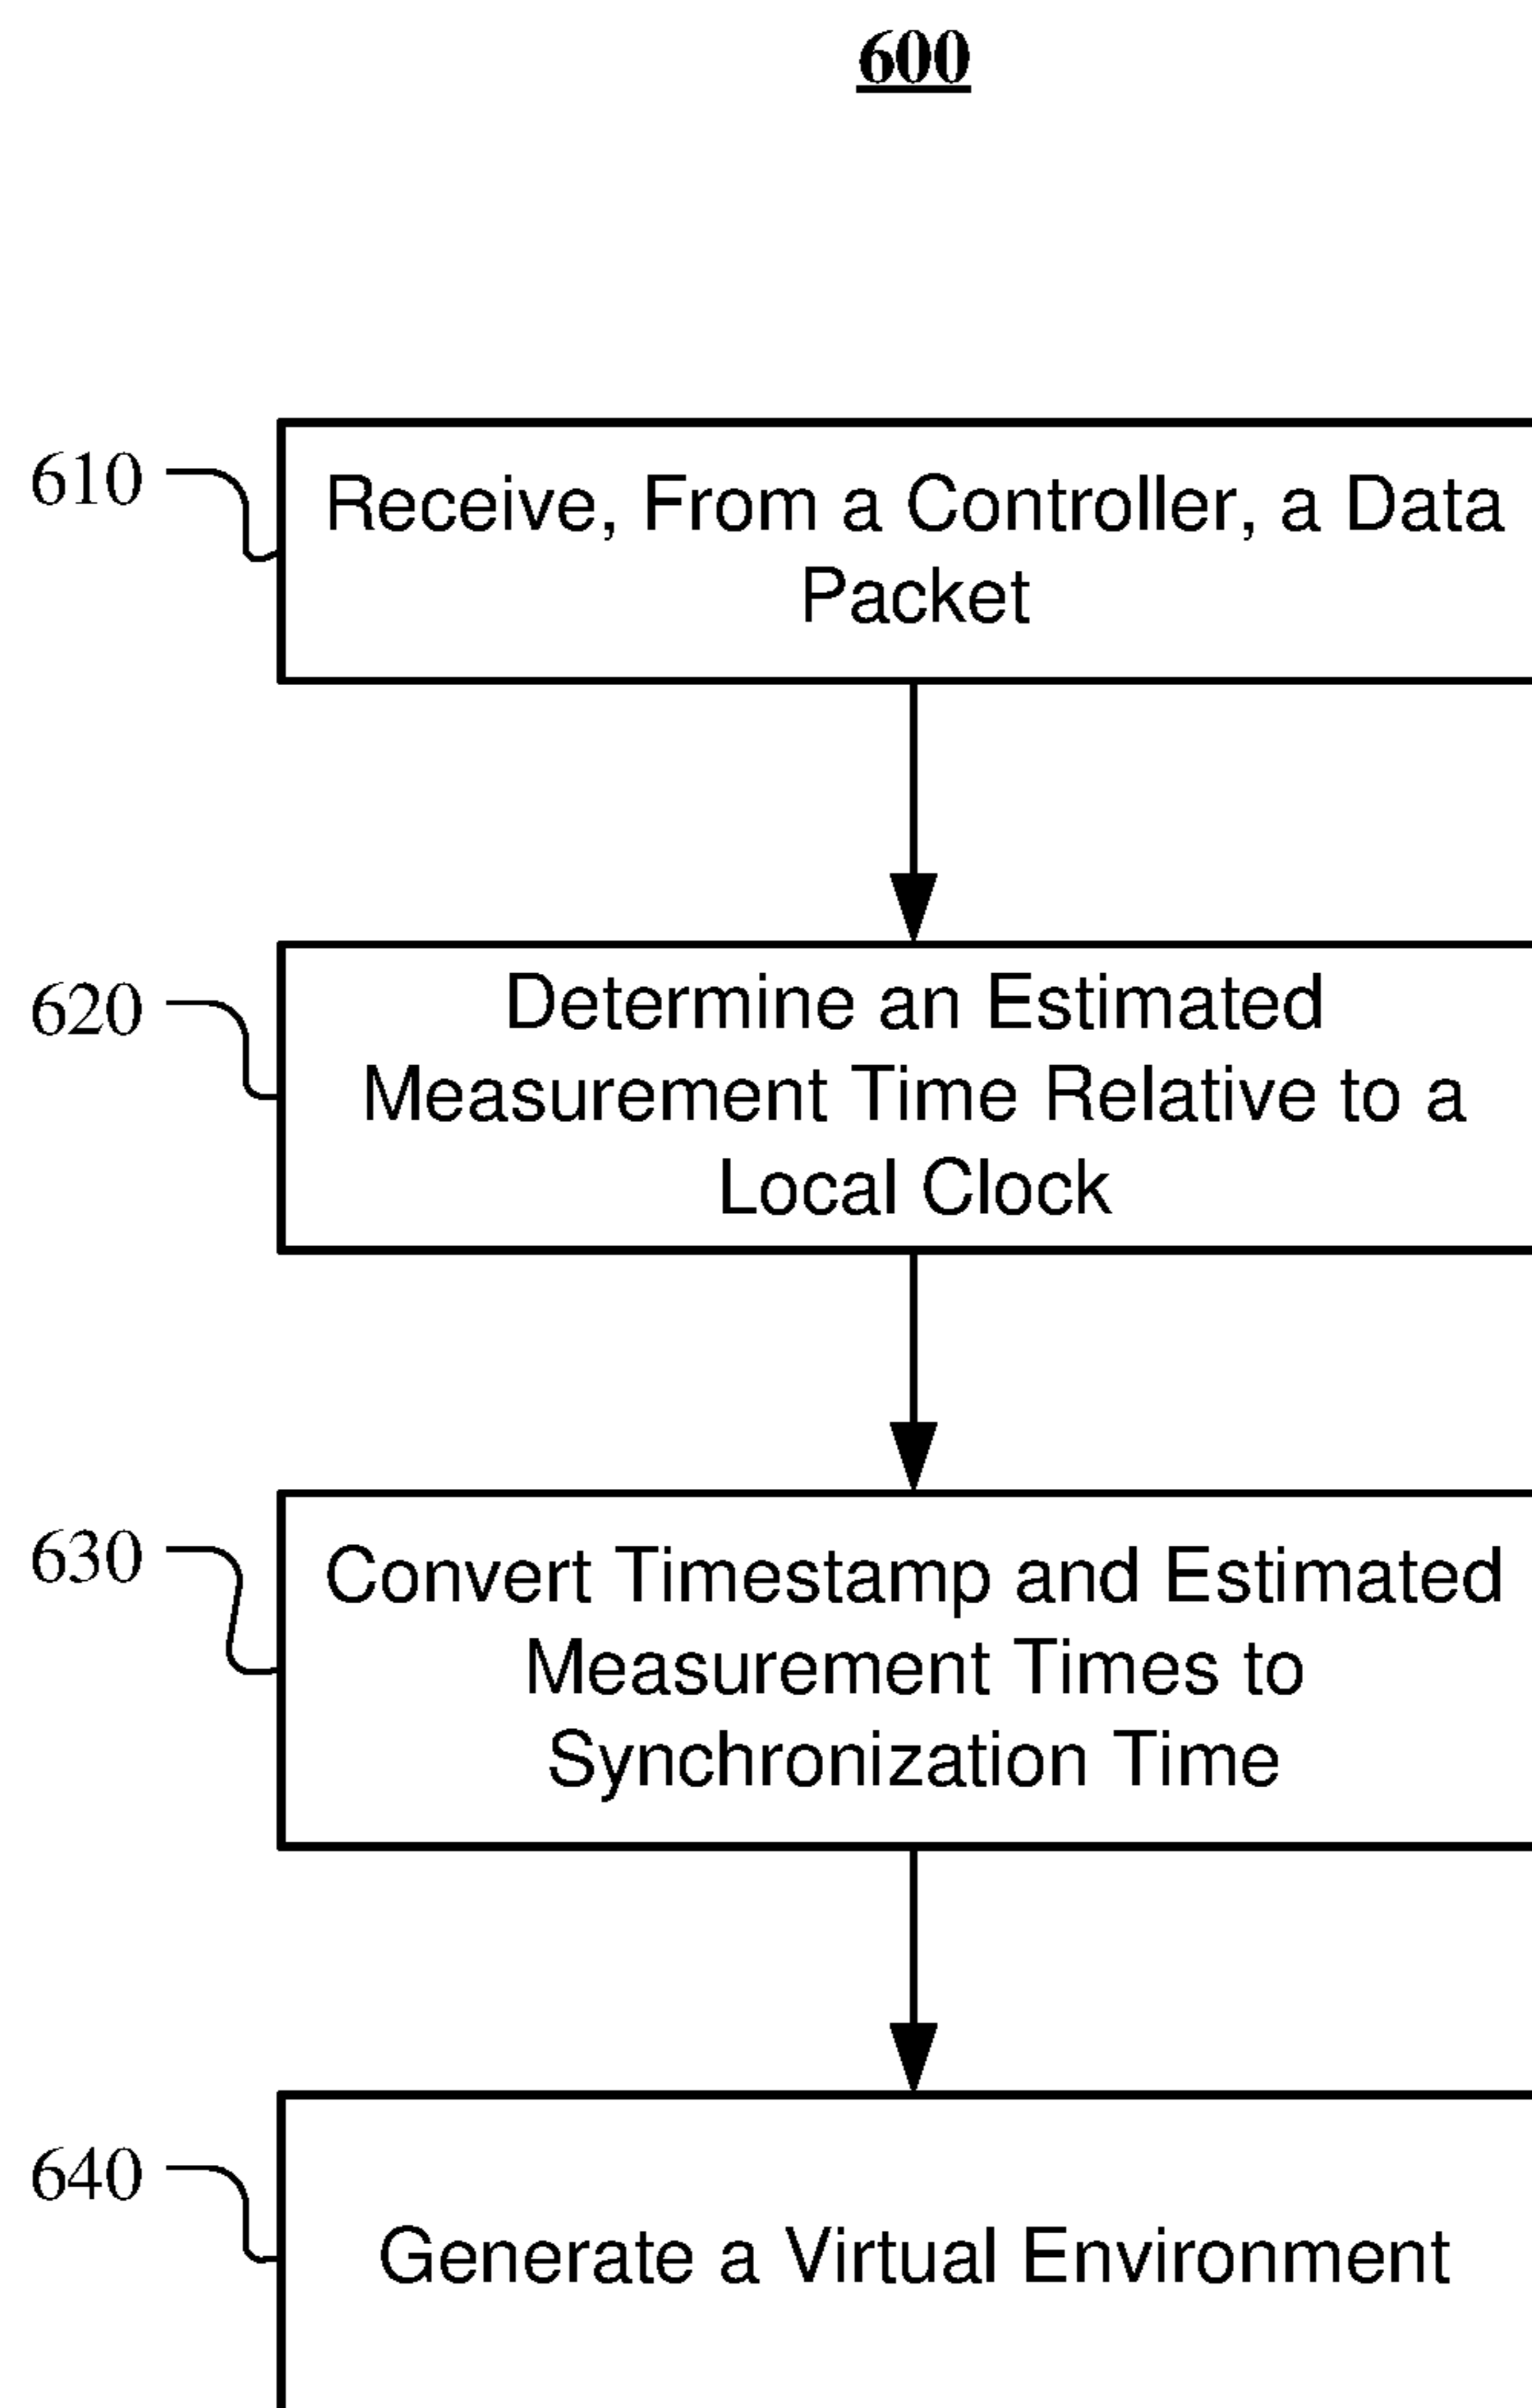 600
610
Receive, From a Controller, a Data
Packet
620
Determine an Estimated
Measurement Time Relative to a
Local Clock
630
Convert Timestamp and Estimated
Measurement Times to
Synchronization Time
640
Generate a Virtual Environment